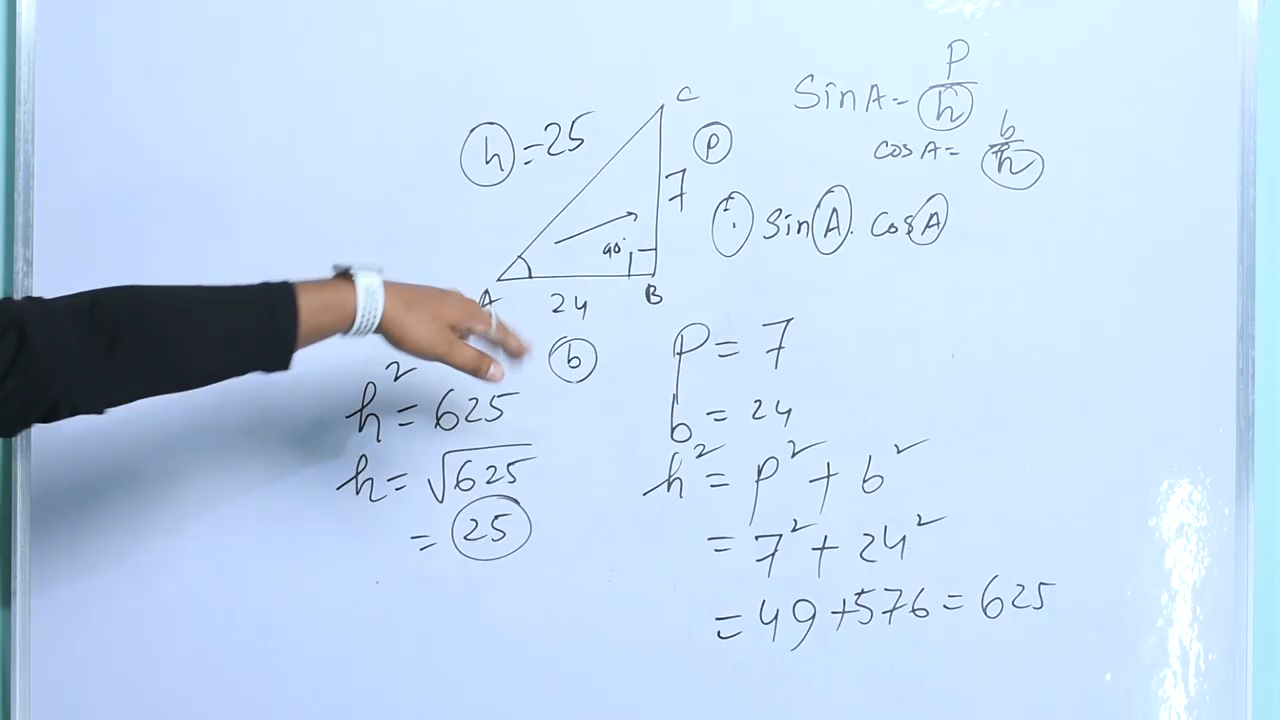 Sin A = P/h
cos A = b/h
(i) Sin A. Cos A
C
h = 25
p
7
90°
A
24
B
b
p = 7
b = 24
h² = p² + b²
= 7² + 24²
= 49 + 576 = 625
h² = 625
h = √625
= 25